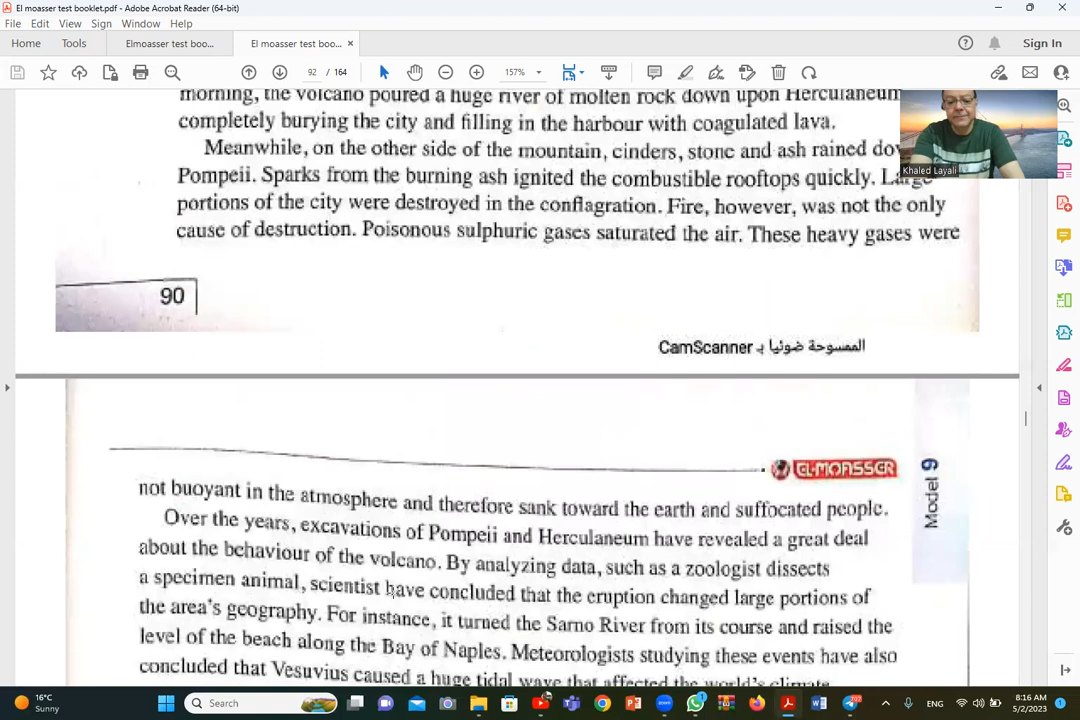 El moasser test booklet.pdf - Adobe Acrobat Reader (64-bit)
File Edit View Sign Window Help
Home Tools Elmoasser test boo... El moasser test boo... ×
Sign In
92 / 164 157%
morning, the volcano poured a huge river of molten rock down upon Herculaneum
completely burying the city and filling in the harbour with coagulated lava.
Meanwhile, on the other side of the mountain, cinders, stone and ash rained do
Pompeii. Sparks from the burning ash ignited the combustible rooftops quickly. Large
portions of the city were destroyed in the conflagration. Fire, however, was not the only
cause of destruction. Poisonous sulphuric gases saturated the air. These heavy gases were
Khaled Layali
90
الممسوحة ضوئيا بـ CamScanner
EL-MOASSER
Model 9
not buoyant in the atmosphere and therefore sank toward the earth and suffocated people.
Over the years, excavations of Pompeii and Herculaneum have revealed a great deal
about the behaviour of the volcano. By analyzing data, such as a zoologist dissects
a specimen animal, scientist have concluded that the eruption changed large portions of
the area's geography. For instance, it turned the Sarno River from its course and raised the
level of the beach along the Bay of Naples. Meteorologists studying these events have also
concluded that Vesuvius caused a huge tidal wave that affected the world's climate.
16°C
Sunny
Search
ENG
8:16 AM
5/2/2023